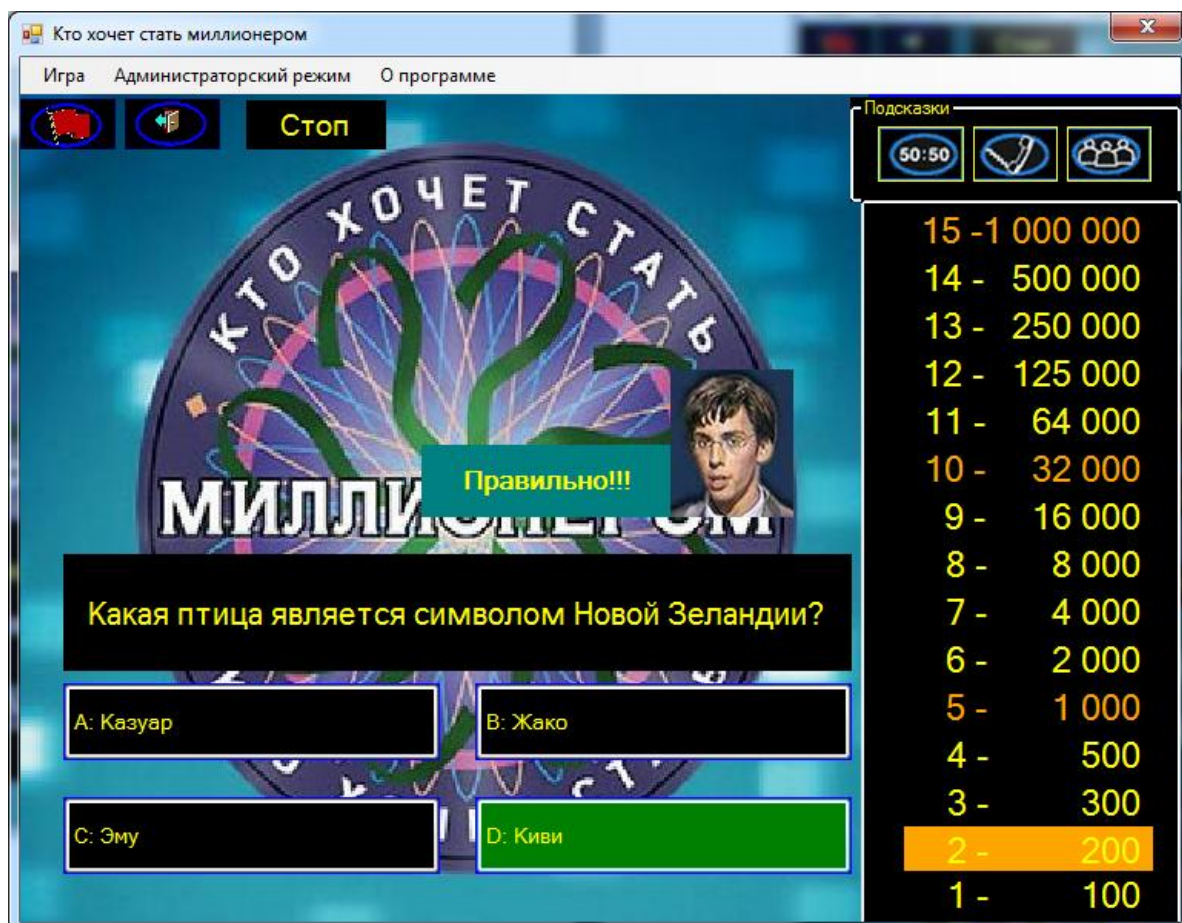 Кто хочет стать миллионером
Игра Администраторский режим О программе
Стоп
Подсказки
50:50
КТО ХОЧЕТ СТАТЬ
МИЛЛИОНЕРОМ
Правильно!!!
Какая птица является символом Новой Зеландии?
A: Казуар
B: Жако
C: Эму
D: Киви
15 -1 000 000
14 - 500 000
13 - 250 000
12 - 125 000
11 - 64 000
10 - 32 000
9 - 16 000
8 - 8 000
7 - 4 000
6 - 2 000
5 - 1 000
4 - 500
3 - 300
2 - 200
1 - 100